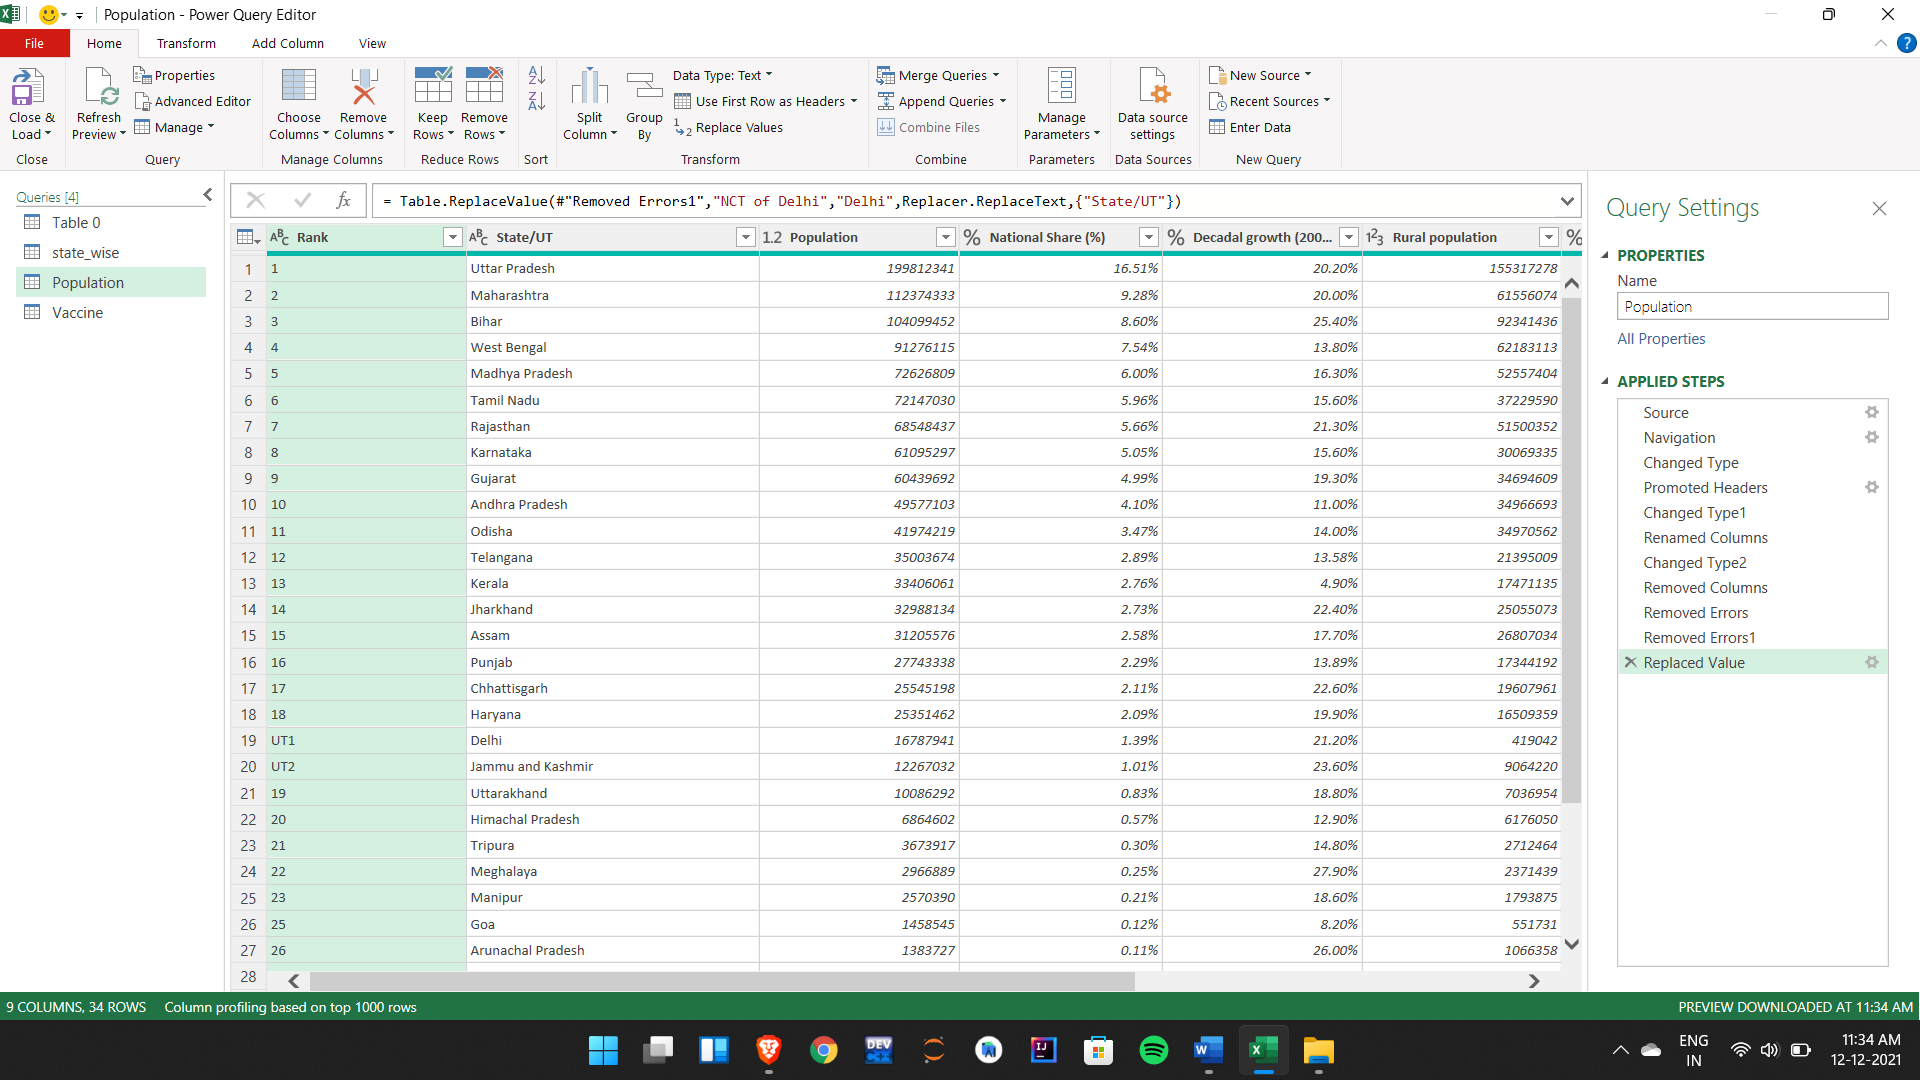 Population - Power Query Editor
File Home Transform Add Column View
Close & Load Refresh Preview Properties Advanced Editor Manage Choose Columns Remove Columns Keep Rows Remove Rows Split Column Group By Data Type: Text Use First Row as Headers Replace Values Merge Queries Append Queries Combine Files Manage Parameters Data source settings New Source Recent Sources Enter Data
Close Query Manage Columns Reduce Rows Sort Transform Combine Parameters Data Sources New Query
Queries [4]
Table 0
state_wise
Population
Vaccine
fx = Table.ReplaceValue(#"Removed Errors1","NCT of Delhi","Delhi",Replacer.ReplaceText,{"State/UT"})
Rank State/UT 1.2 Population % National Share (%) % Decadal growth (200... 123 Rural population %
1 1 Uttar Pradesh 199812341 16.51% 20.20% 155317278
2 2 Maharashtra 112374333 9.28% 20.00% 61556074
3 3 Bihar 104099452 8.60% 25.40% 92341436
4 4 West Bengal 91276115 7.54% 13.80% 62183113
5 5 Madhya Pradesh 72626809 6.00% 16.30% 52557404
6 6 Tamil Nadu 72147030 5.96% 15.60% 37229590
7 7 Rajasthan 68548437 5.66% 21.30% 51500352
8 8 Karnataka 61095297 5.05% 15.60% 30069335
9 9 Gujarat 60439692 4.99% 19.30% 34694609
10 10 Andhra Pradesh 49577103 4.10% 11.00% 34966693
11 11 Odisha 41974219 3.47% 14.00% 34970562
12 12 Telangana 35003674 2.89% 13.58% 21395009
13 13 Kerala 33406061 2.76% 4.90% 17471135
14 14 Jharkhand 32988134 2.73% 22.40% 25055073
15 15 Assam 31205576 2.58% 17.70% 26807034
16 16 Punjab 27743338 2.29% 13.89% 17344192
17 17 Chhattisgarh 25545198 2.11% 22.60% 19607961
18 18 Haryana 25351462 2.09% 19.90% 16509359
19 UT1 Delhi 16787941 1.39% 21.20% 419042
20 UT2 Jammu and Kashmir 12267032 1.01% 23.60% 9064220
21 19 Uttarakhand 10086292 0.83% 18.80% 7036954
22 20 Himachal Pradesh 6864602 0.57% 12.90% 6176050
23 21 Tripura 3673917 0.30% 14.80% 2712464
24 22 Meghalaya 2966889 0.25% 27.90% 2371439
25 23 Manipur 2570390 0.21% 18.60% 1793875
26 25 Goa 1458545 0.12% 8.20% 551731
27 26 Arunachal Pradesh 1383727 0.11% 26.00% 1066358
28
Query Settings
PROPERTIES
Name
Population
All Properties
APPLIED STEPS
Source
Navigation
Changed Type
Promoted Headers
Changed Type1
Renamed Columns
Changed Type2
Removed Columns
Removed Errors
Removed Errors1
Replaced Value
9 COLUMNS, 34 ROWS Column profiling based on top 1000 rows PREVIEW DOWNLOADED AT 11:34 AM
DEV C++ IJ ENG IN 11:34 AM
12-12-2021